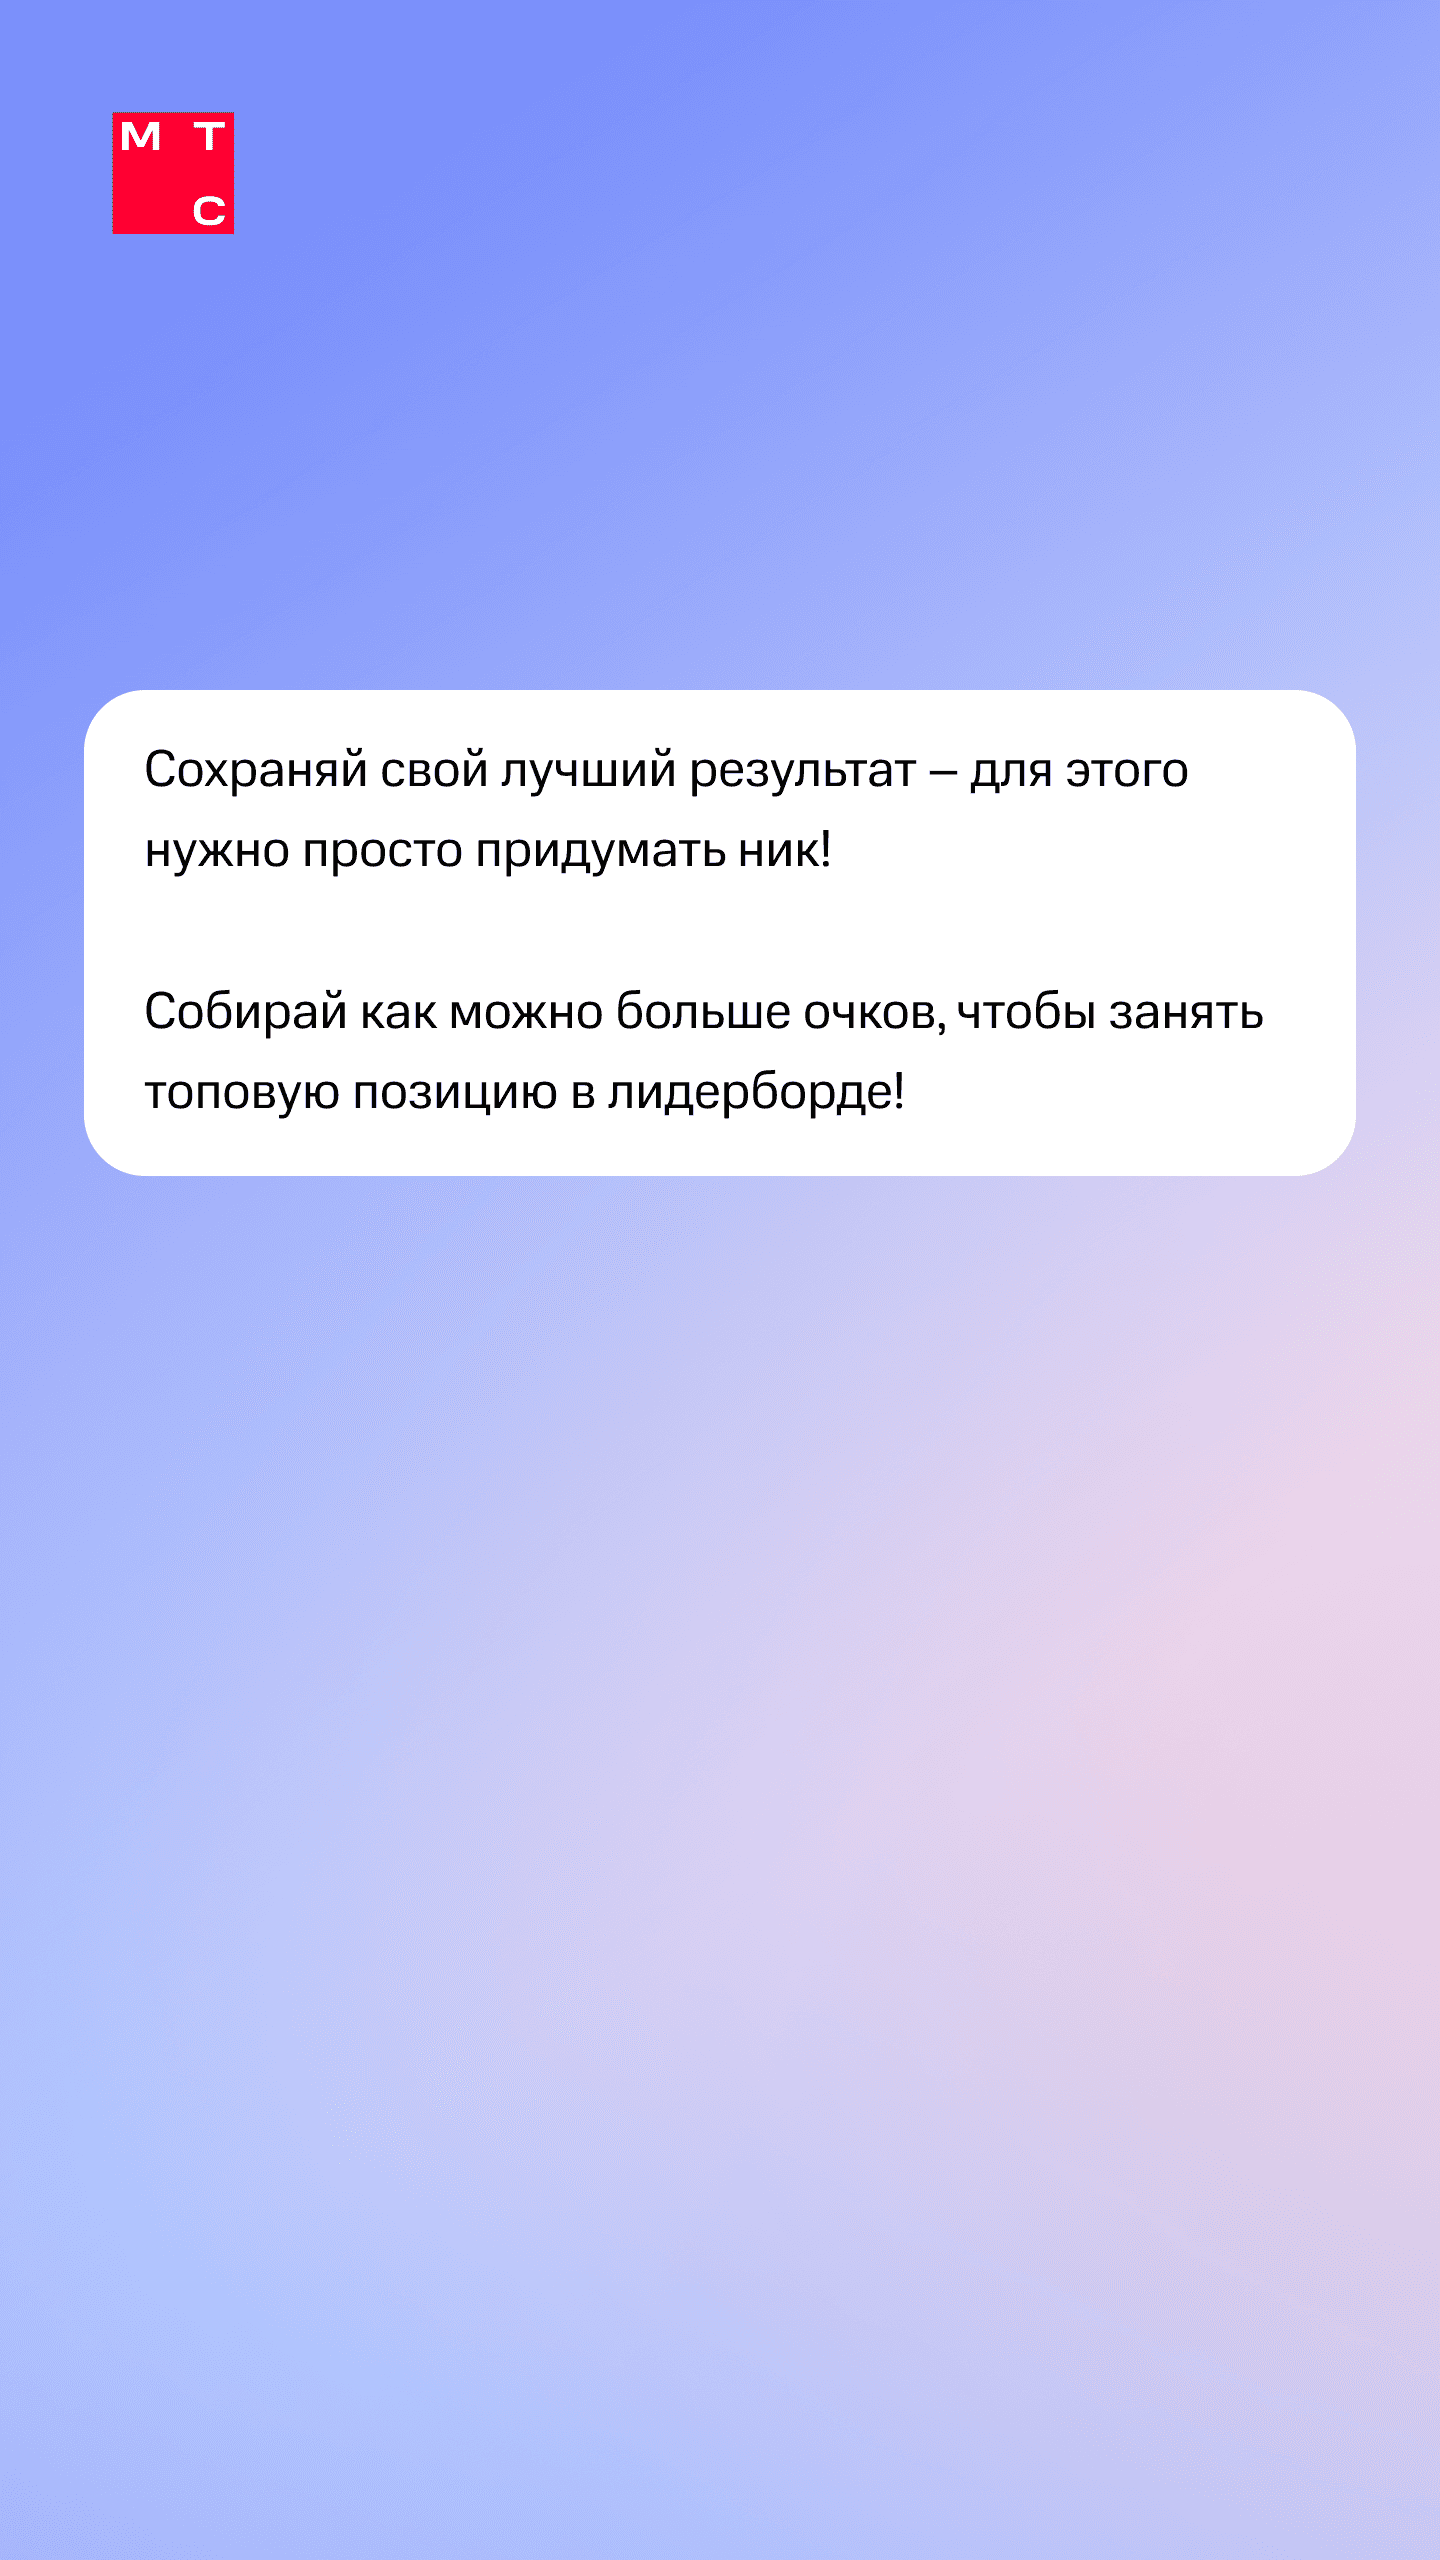 М Т
С
Сохраняй свой лучший результат – для этого
нужно просто придумать ник!
Собирай как можно больше очков, чтобы занять
топовую позицию в лидерборде!